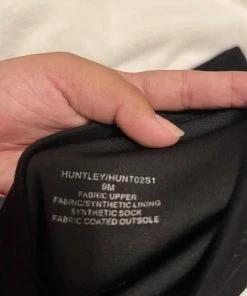 HUNTLEY/HUNT02S1
9M
FABRIC UPPER
FABRIC/SYNTHETIC LINING
SYNTHETIC SOCK
FABRIC COATED OUTSOLE